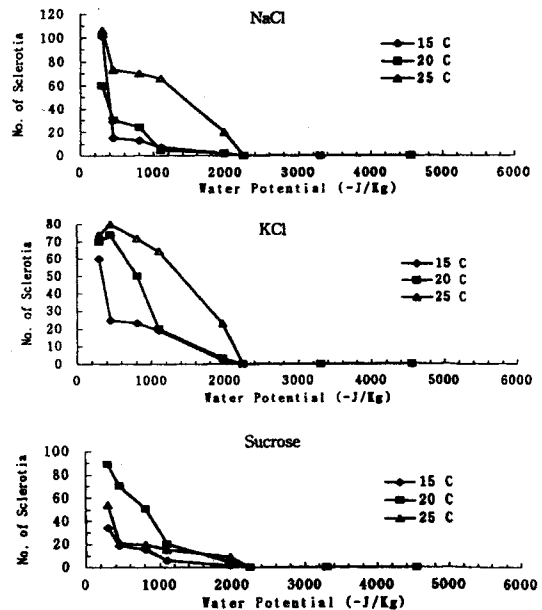 NaCl
120
100
80
60
40
20
0
No. of Sclerotia
15 C
20 C
25 C
0 1000 2000 3000 4000 5000 6000
Water Potential (-J/Kg)
KCl
80
70
60
50
40
30
20
10
0
No. of Sclerotia
15 C
20 C
25 C
0 1000 2000 3000 4000 5000 6000
Water Potential (-J/Kg)
Sucrose
100
80
60
40
20
0
No. of Sclerotia
15 C
20 C
25 C
0 1000 2000 3000 4000 5000 6000
Water Potential (-J/Kg)